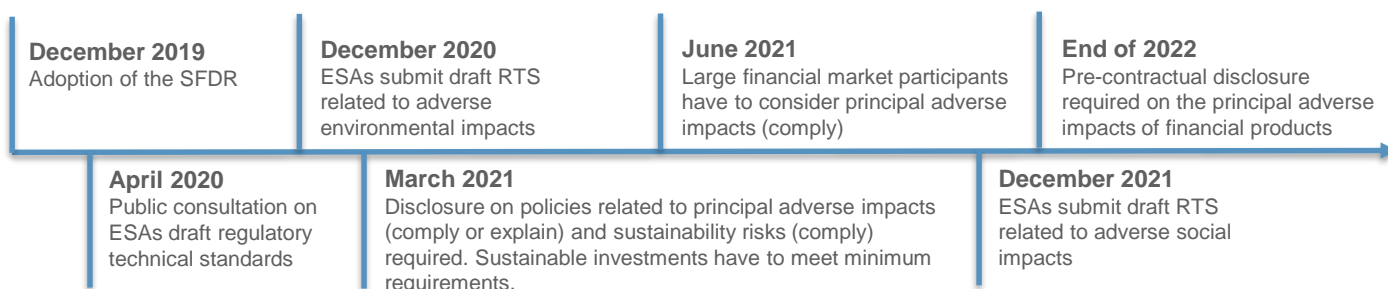 December 2019
Adoption of the SFDR
December 2020
ESAs submit draft RTS
related to adverse
environmental impacts
June 2021
Large financial market participants
have to consider principal adverse
impacts (comply)
End of 2022
Pre-contractual disclosure
required on the principal adverse
impacts of financial products
April 2020
Public consultation on
ESAs draft regulatory
technical standards
March 2021
Disclosure on policies related to principal adverse impacts
(comply or explain) and sustainability risks (comply)
required. Sustainable investments have to meet minimum
requirements.
December 2021
ESAs submit draft RTS
related to adverse social
impacts